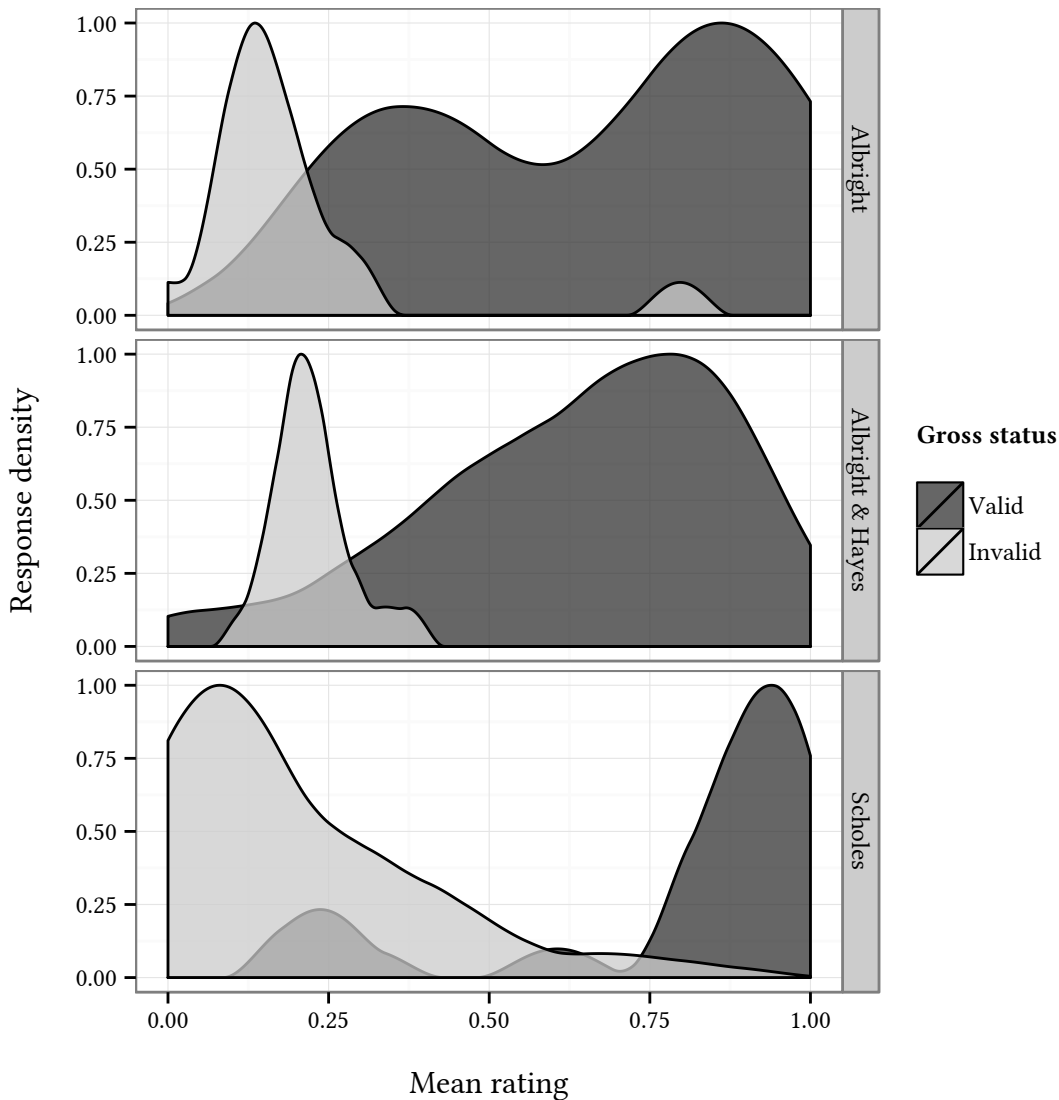 1.00
0.75
0.50
0.25
0.00
Albright
1.00
0.75
0.50
0.25
0.00
Albright & Hayes
1.00
0.75
0.50
0.25
0.00
Scholes
0.00 0.25 0.50 0.75 1.00
Mean rating
Response density
Gross status
Valid
Invalid